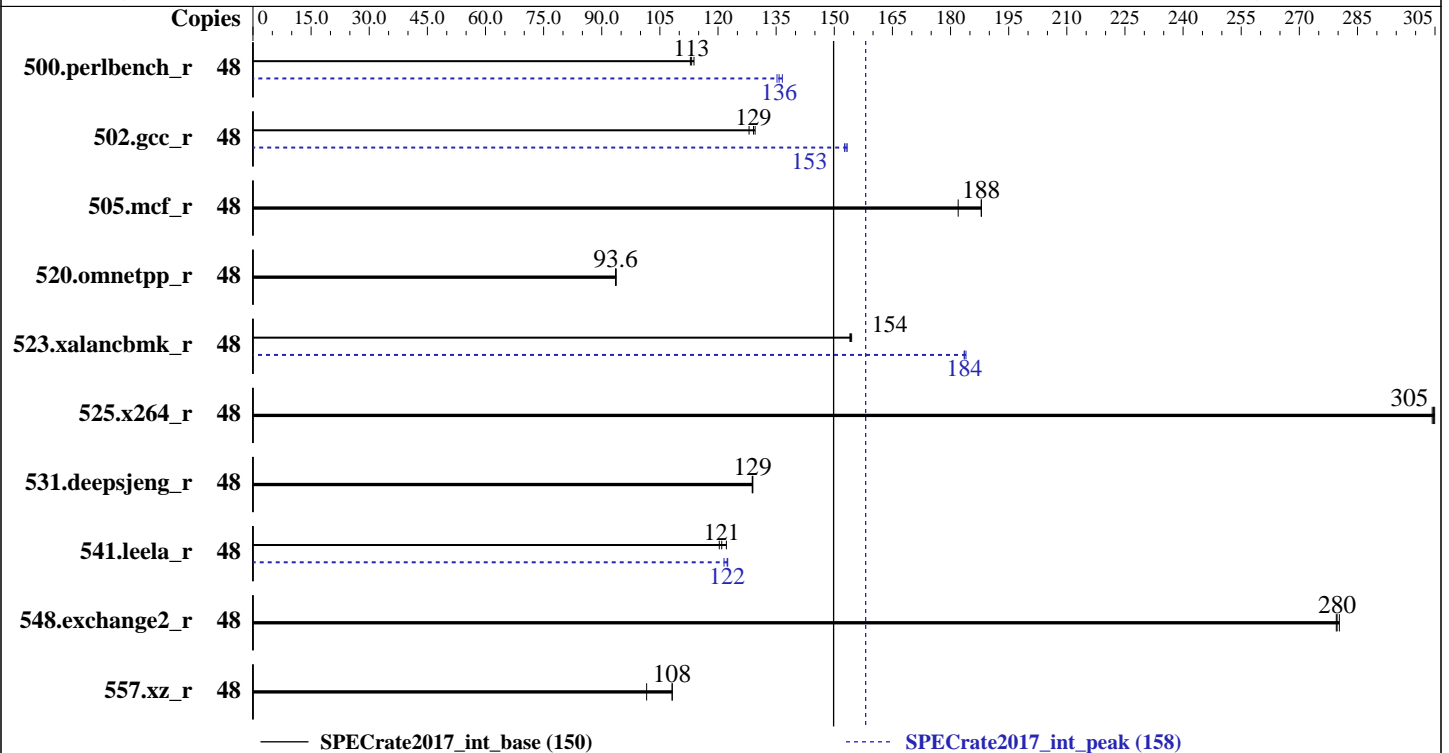 Copies 0 15.0 30.0 45.0 60.0 75.0 90.0 105 120 135 150 165 180 195 210 225 240 255 270 285 305
113
500.perlbench_r 48
136
129
502.gcc_r 48
153
188
505.mcf_r 48
93.6
520.omnetpp_r 48
154
523.xalancbmk_r 48
184
305
525.x264_r 48
129
531.deepsjeng_r 48
121
541.leela_r 48
122
280
548.exchange2_r 48
108
557.xz_r 48
SPECrate2017_int_base (150) SPECrate2017_int_peak (158)